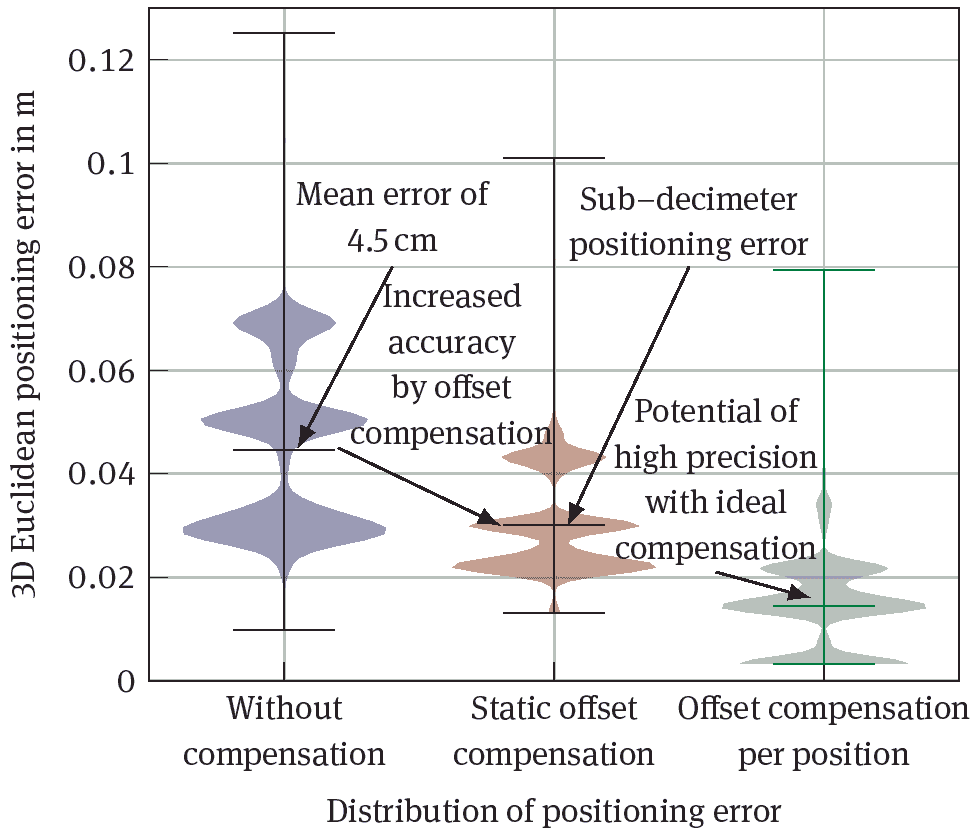 3D Euclidean positioning error in m
0.12
0.1
0.08
0.06
0.04
0.02
0
Mean error of
4.5 cm
Increased
accuracy
by offset
compensation
Sub–decimeter
positioning error
Potential of
high precision
with ideal
compensation
Without
compensation
Static offset
compensation
Offset compensation
per position
Distribution of positioning error